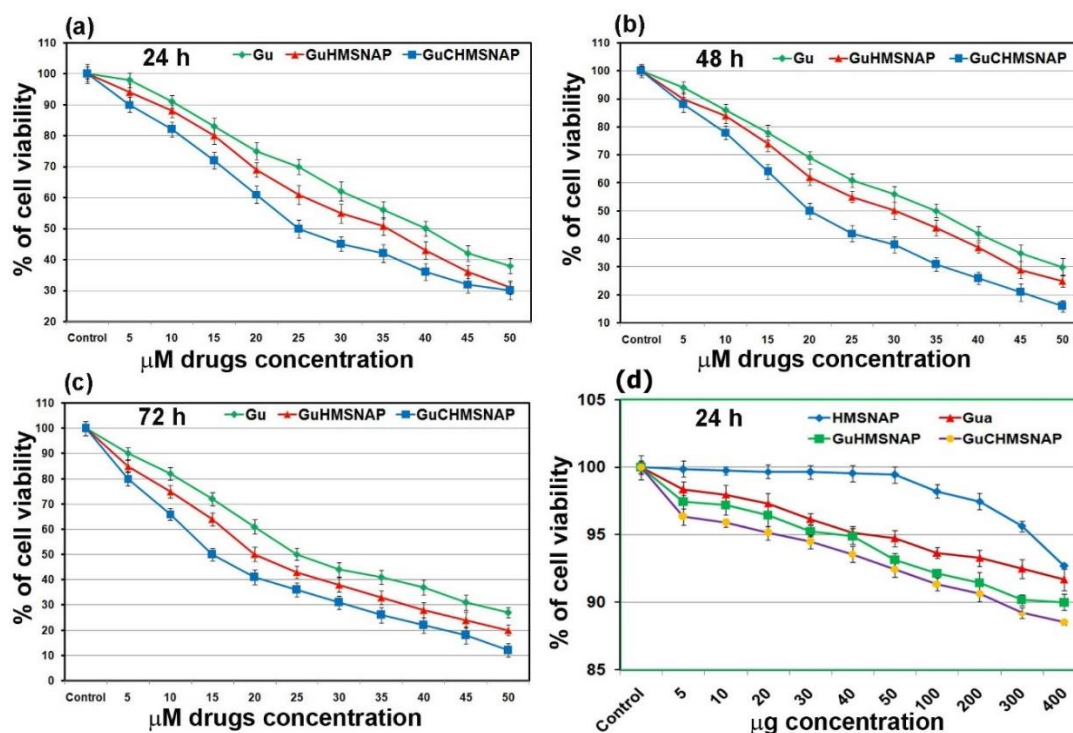 (a)
24 h
Gu GuHMSNAP GuCHMSNAP
% of cell viability
110
100
90
80
70
60
50
40
30
20
Control 5 10 15 20 25 30 35 40 45 50
μM drugs concentration
(b)
48 h
Gu GuHMSNAP GuCHMSNAP
% of cell viability
110
100
90
80
70
60
50
40
30
20
10
Control 5 10 15 20 25 30 35 40 45 50
μM drugs concentration
(c)
72 h
Gu GuHMSNAP GuCHMSNAP
% of cell viability
110
100
90
80
70
60
50
40
30
20
10
0
Control 5 10 15 20 25 30 35 40 45 50
μM drugs concentration
(d)
24 h
HMSNAP Gua
GuHMSNAP GuCHMSNAP
% of cell viability
105
100
95
90
85
Control 5 10 20 30 40 50 100 200 300 400
μg concentration